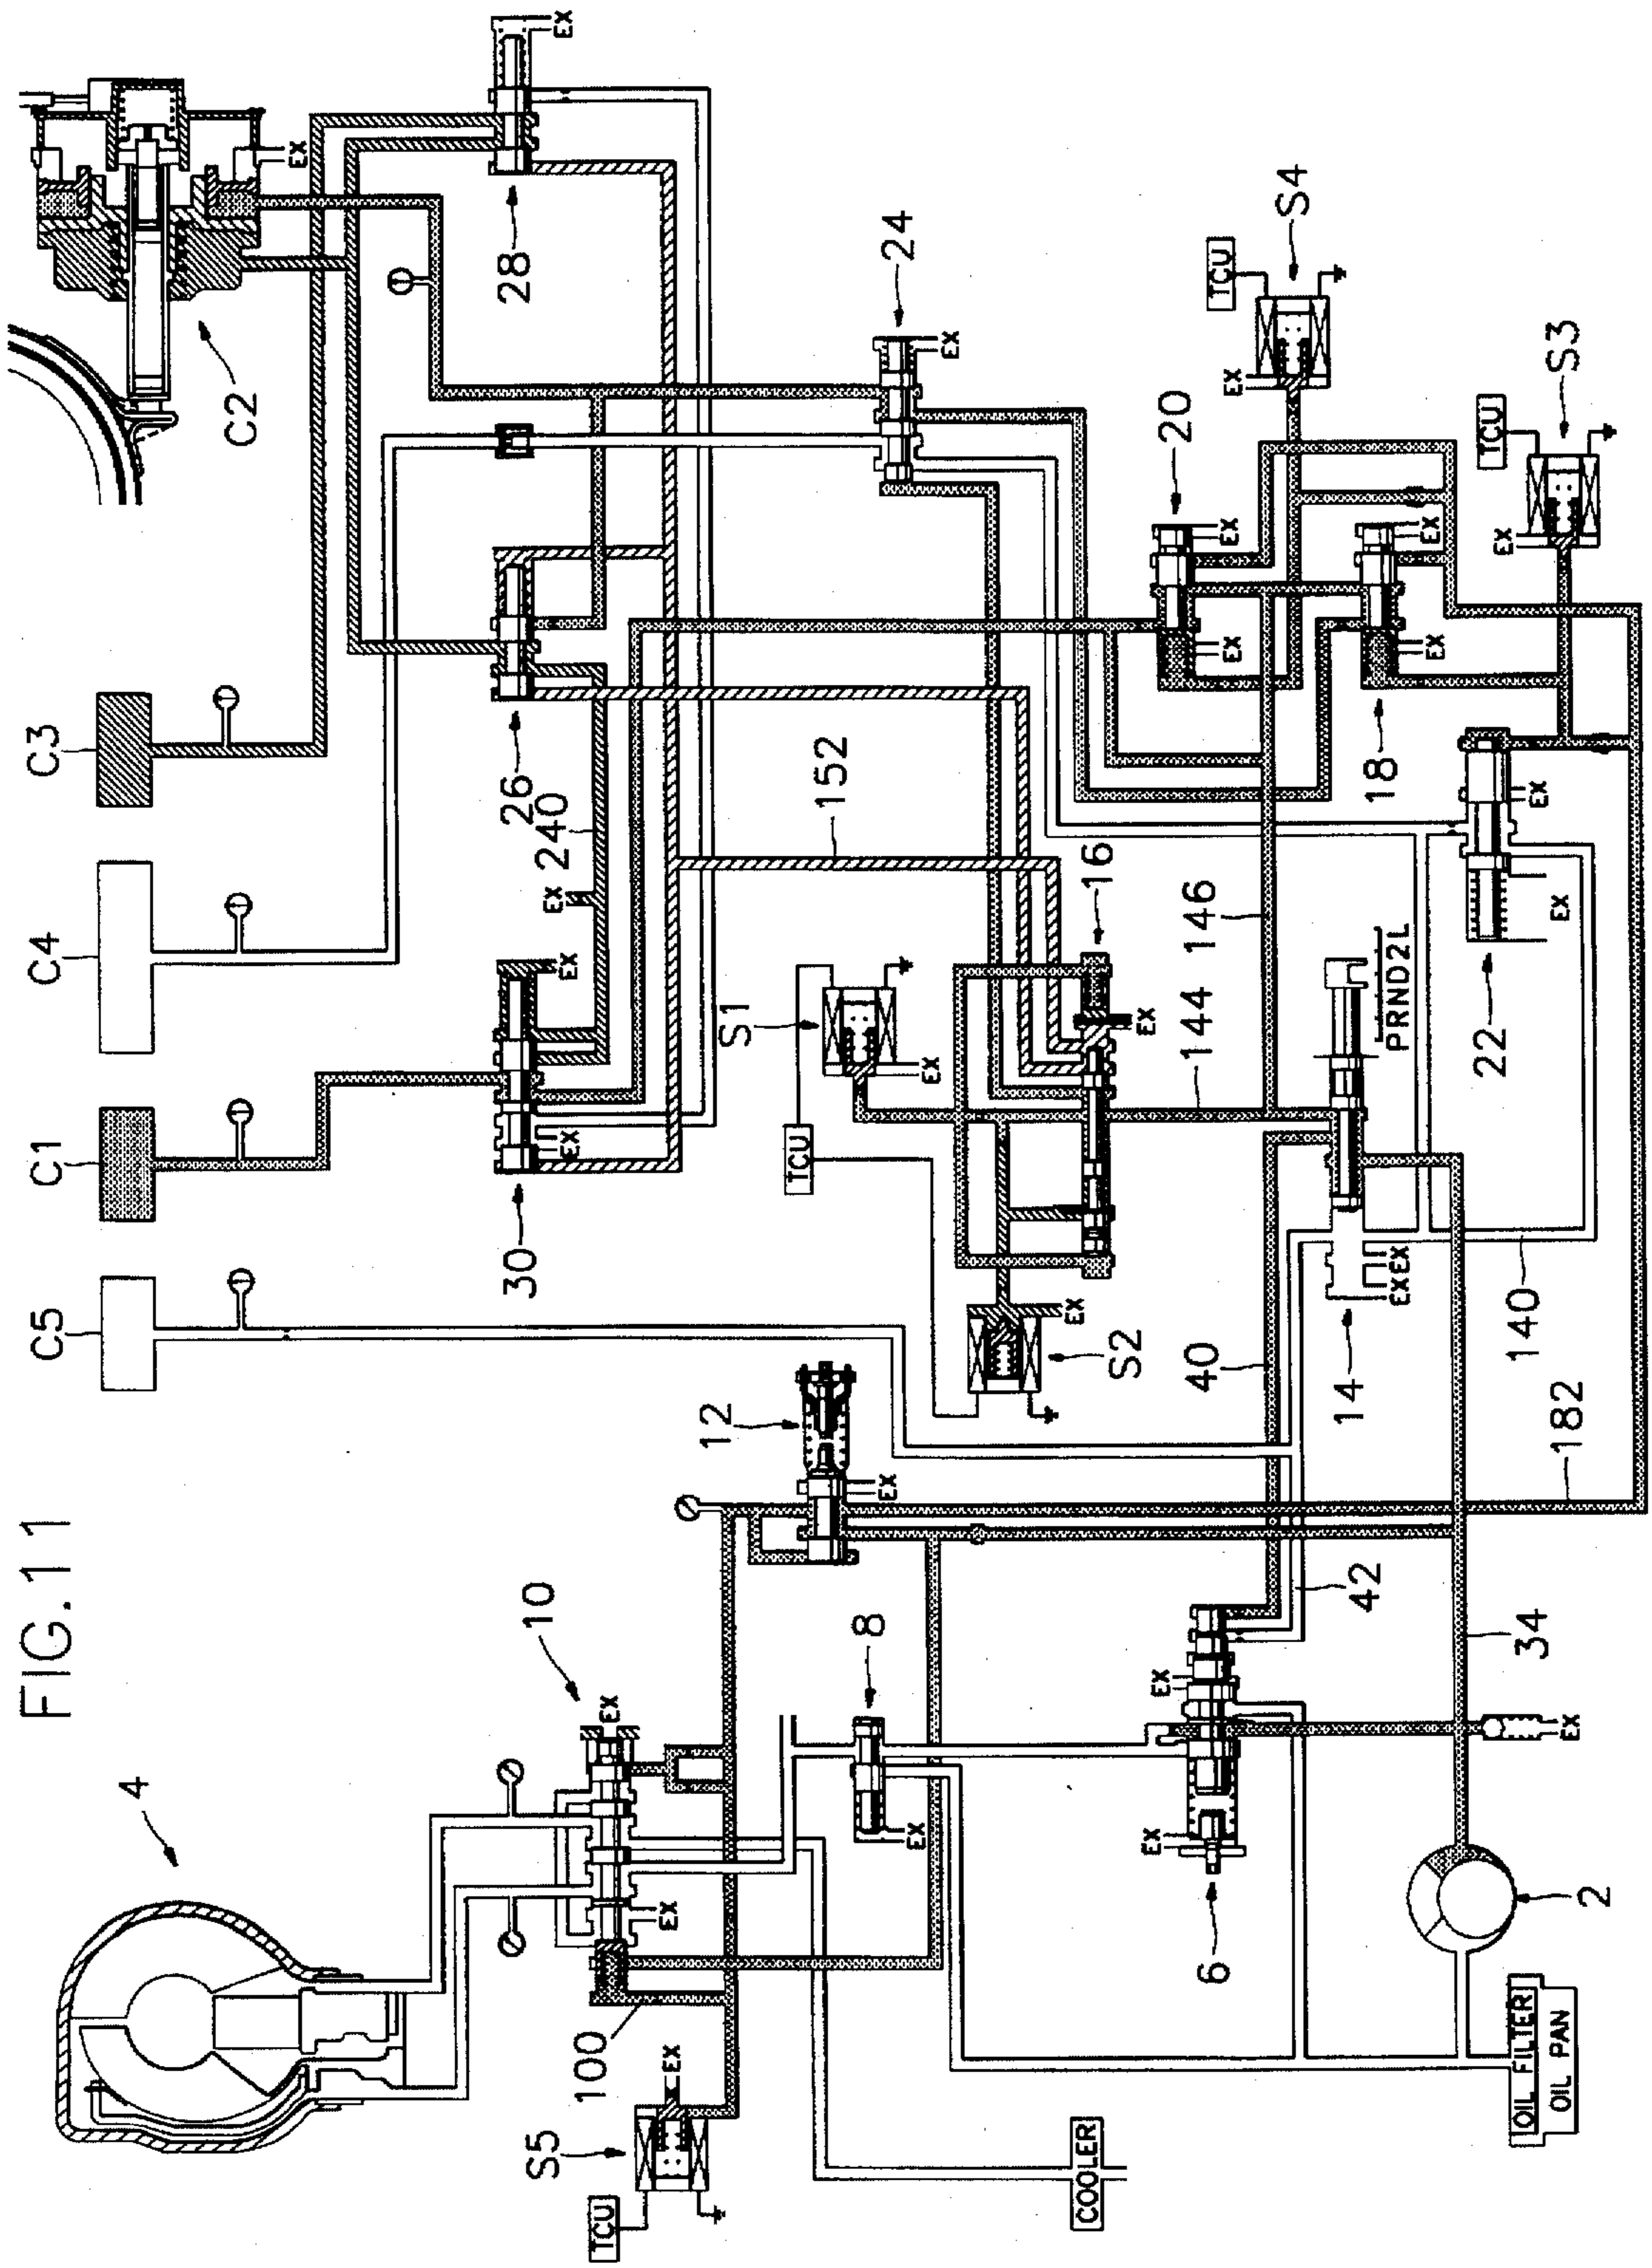 FIG.11
4
S5
TCU
EX
100
10
EX
EX
COOLER
8
EX
EX
EX
6
EX
2
OIL FILTER
OIL PAN
34
42
12
EX
182
C5
C1
C4
C3
C2
EX
EX
28
30
EX
EX
EX
240
26
152
24
EX
S1
TCU
EX
S2
EX
16
EX
144
146
40
14
EXEX
PRND2L
140
22
EX
EX
20
EX
EX
18
EX
EX
TCU
S4
EX
TCU
S3
EX